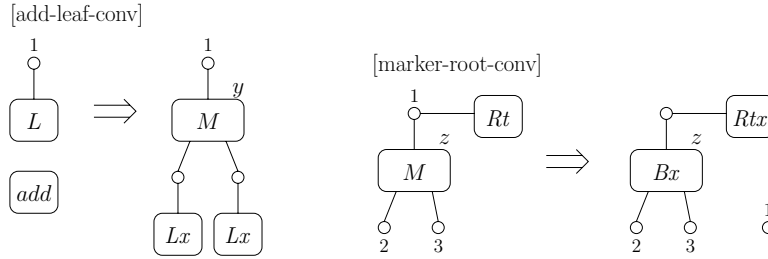 [add-leaf-conv]
1
L
add
1
y
M
Lx
Lx
[marker-root-conv]
1
Rt
z
M
2
3
Rtx
z
Bx
2
3